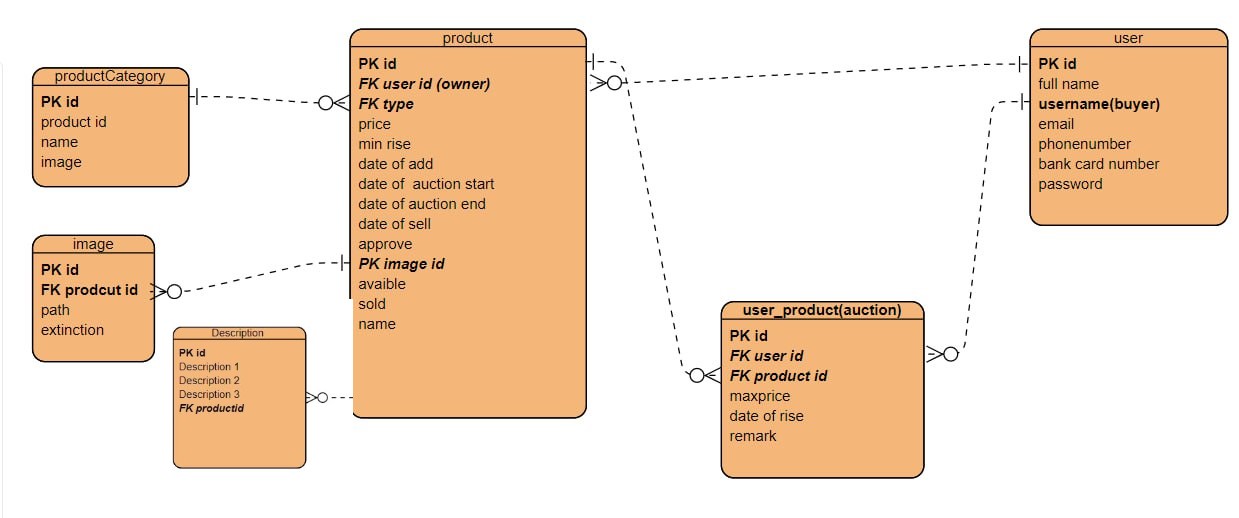 productCategory
PK id
product id
name
image
image
PK id
FK prodcut id
path
extinction
Description
PK id
Description 1
Description 2
Description 3
FK productid
product
PK id
FK user id (owner)
FK type
price
min rise
date of add
date of  auction start
date of auction end
date of sell
approve
PK image id
avaible
sold
name
user_product(auction)
PK id
FK user id
FK product id
maxprice
date of rise
remark
user
PK id
full name
username(buyer)
email
phonenumber
bank card number
password